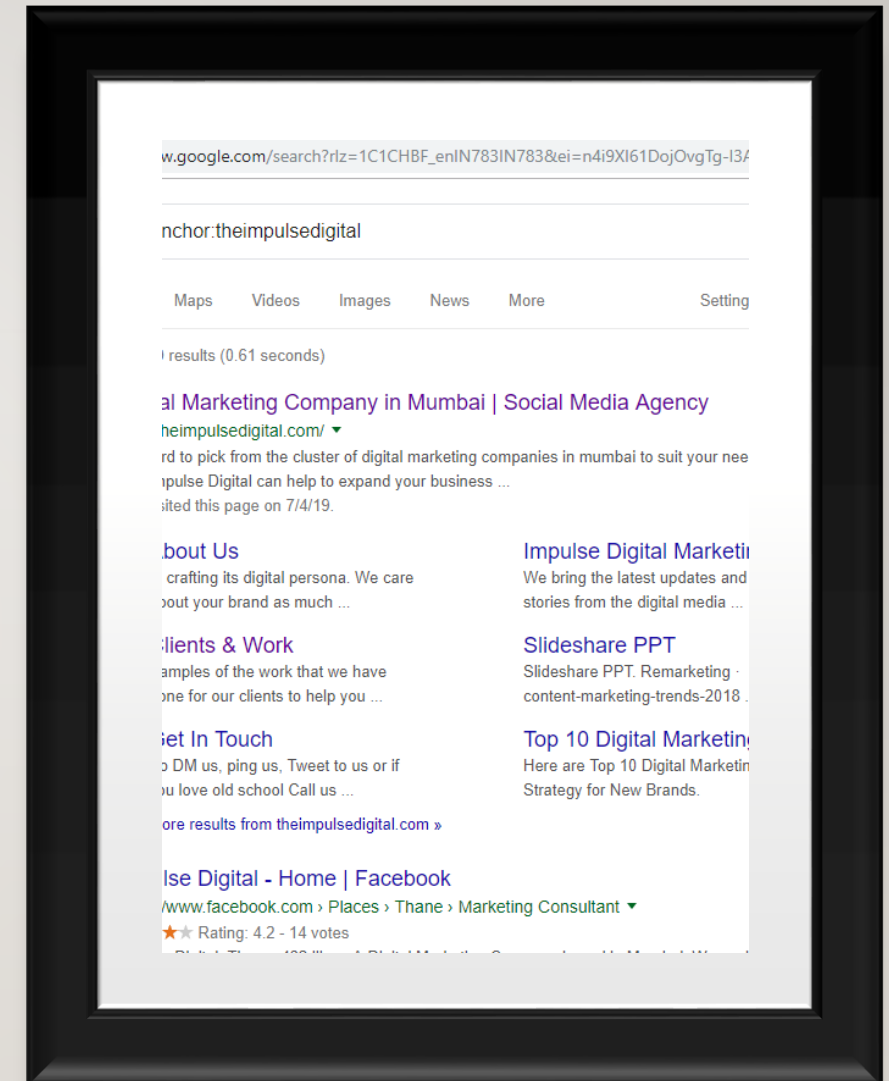 w.google.com/search?rlz=1C1CHBF_enIN783IN783&ei=n4i9XI61DojOvgTg-I3A
nchor:theimpulsedigital
Maps Videos Images News More Setting
results (0.61 seconds)
al Marketing Company in Mumbai | Social Media Agency
heimpulsedigital.com/
rd to pick from the cluster of digital marketing companies in mumbai to suit your nee
npulse Digital can help to expand your business ...
sited this page on 7/4/19.
bout Us
crafting its digital persona. We care
out your brand as much ...
Impulse Digital Marketin
We bring the latest updates and
stories from the digital media ...
lients & Work
amples of the work that we have
one for our clients to help you ...
Slideshare PPT
Slideshare PPT. Remarketing ·
content-marketing-trends-2018 .
et In Touch
o DM us, ping us, Tweet to us or if
ou love old school Call us ...
Top 10 Digital Marketing
Here are Top 10 Digital Marketin
Strategy for New Brands.
ore results from theimpulsedigital.com »
lse Digital - Home | Facebook
/www.facebook.com › Places › Thane › Marketing Consultant
Rating: 4.2 - 14 votes